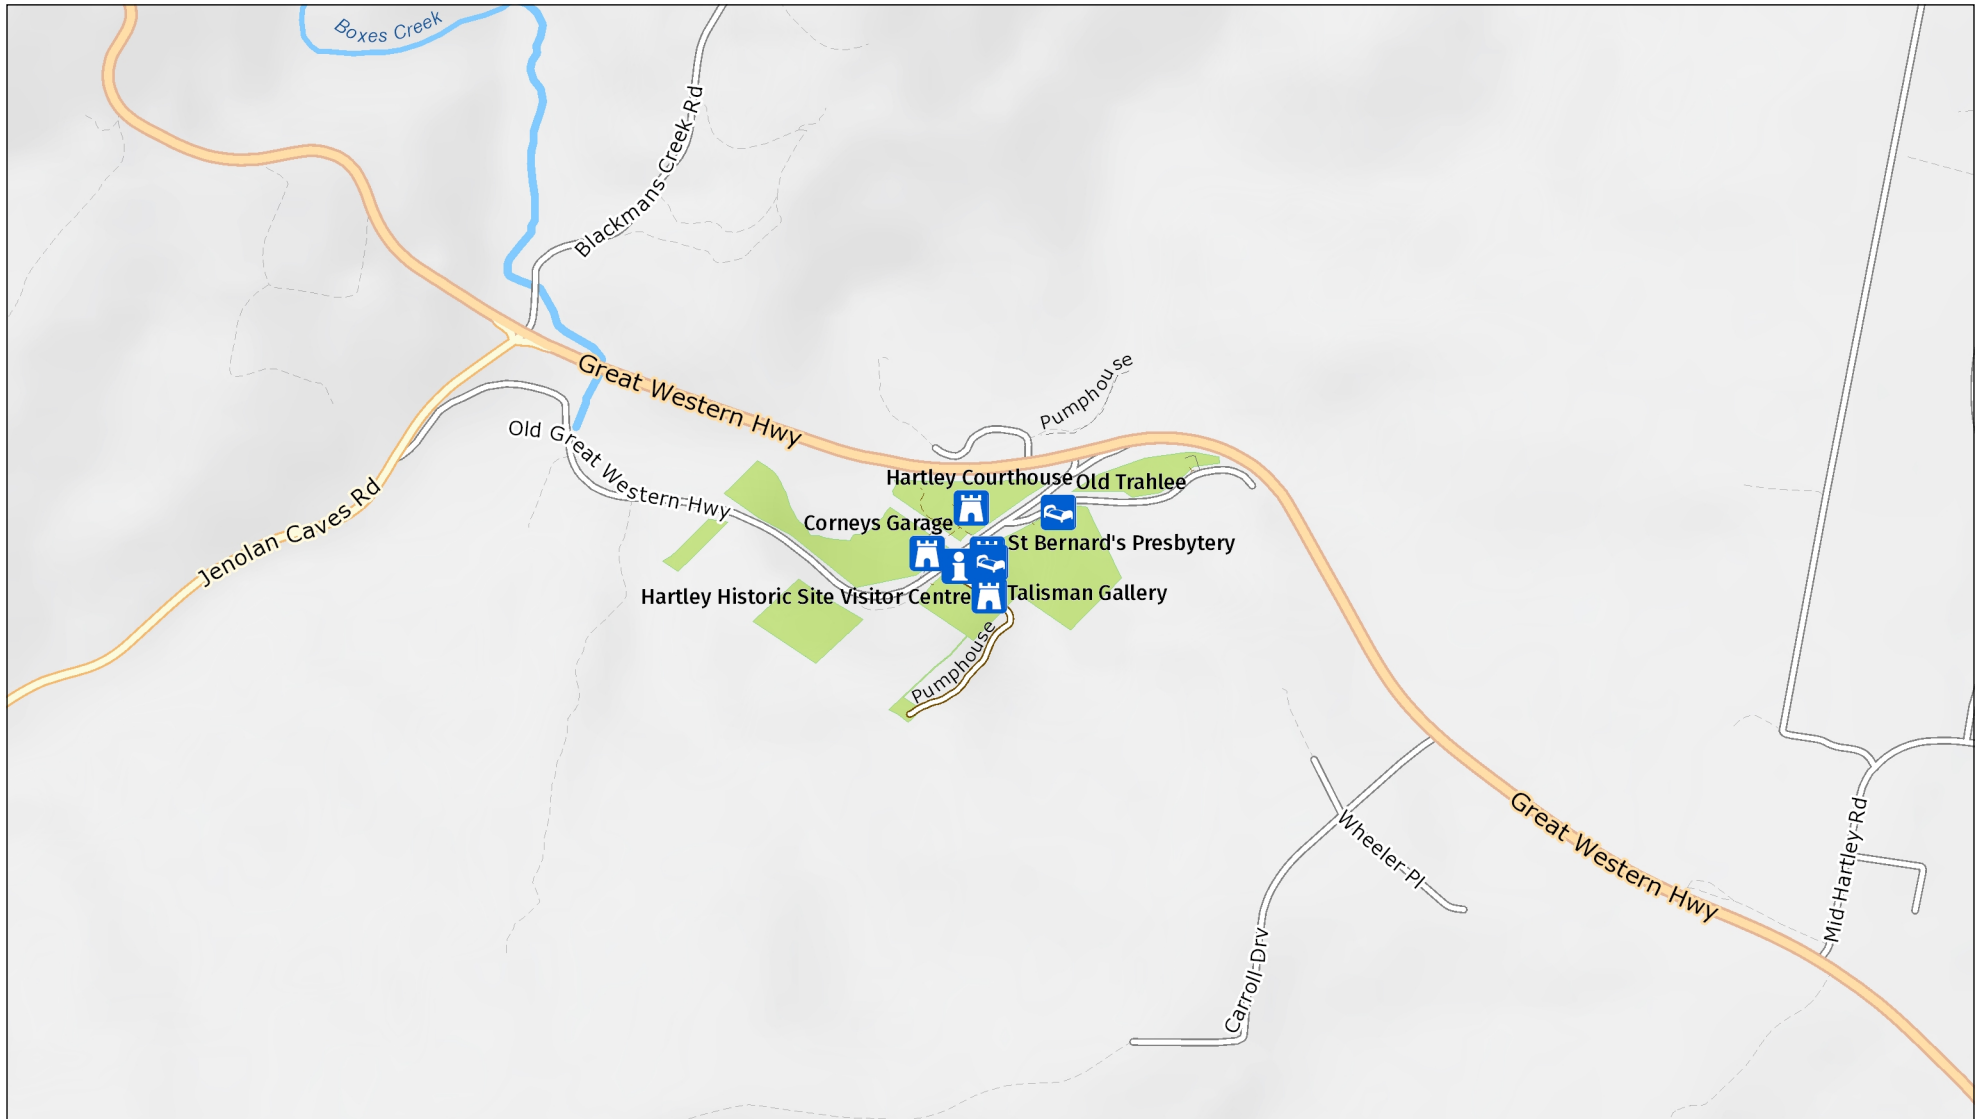 Boxes Creek
Blackmans-Creek-Rd
Great Western Hwy
Pumphouse
Old Great Western-Hwy
Jenolan Caves Rd
Hartley Courthouse
Old Trahlee
Corneys Garage
St Bernard's Presbytery
Hartley Historic Site Visitor Centre
Talisman Gallery
Pumphouse
Wheeler-Pl
Great Western Hwy
Mid-Hartley-Rd
Carroll-Drv